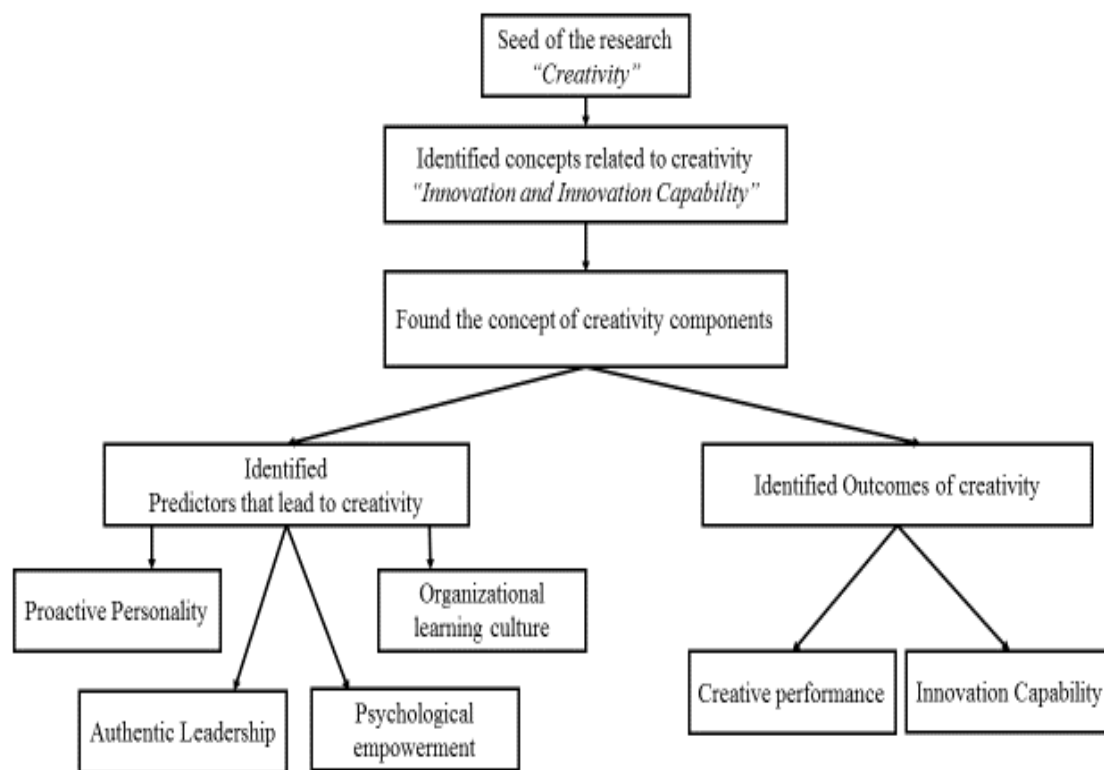 Seed of the research
“Creativity”
Identified concepts related to creativity
“Innovation and Innovation Capability”
Found the concept of creativity components
Identified
Predictors that lead to creativity
Identified Outcomes of creativity
Proactive Personality
Organizational
learning culture
Authentic Leadership
Psychological
empowerment
Creative performance
Innovation Capability